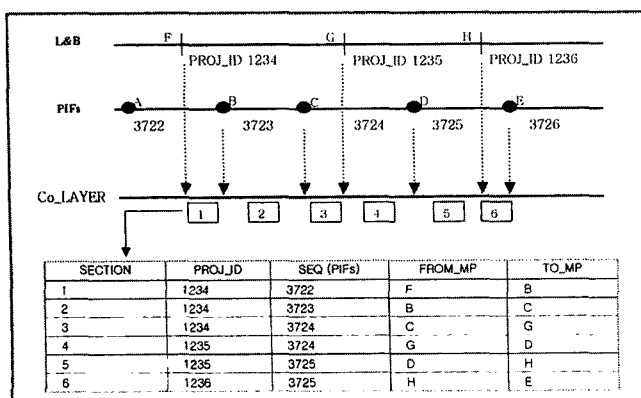 L&B F G H
PROJ_ID 1234 PROJ_ID 1235 PROJ_ID 1236
PIFs A B C D E
3722 3723 3724 3725 3726
Co_LAYER
1 2 3 4 5 6
SECTION PROJ_ID SEQ (PIFs) FROM_MP TO_MP
1 1234 3722 F B
2 1234 3723 B C
3 1234 3724 C G
4 1235 3724 G D
5 1235 3725 D H
6 1236 3725 H E